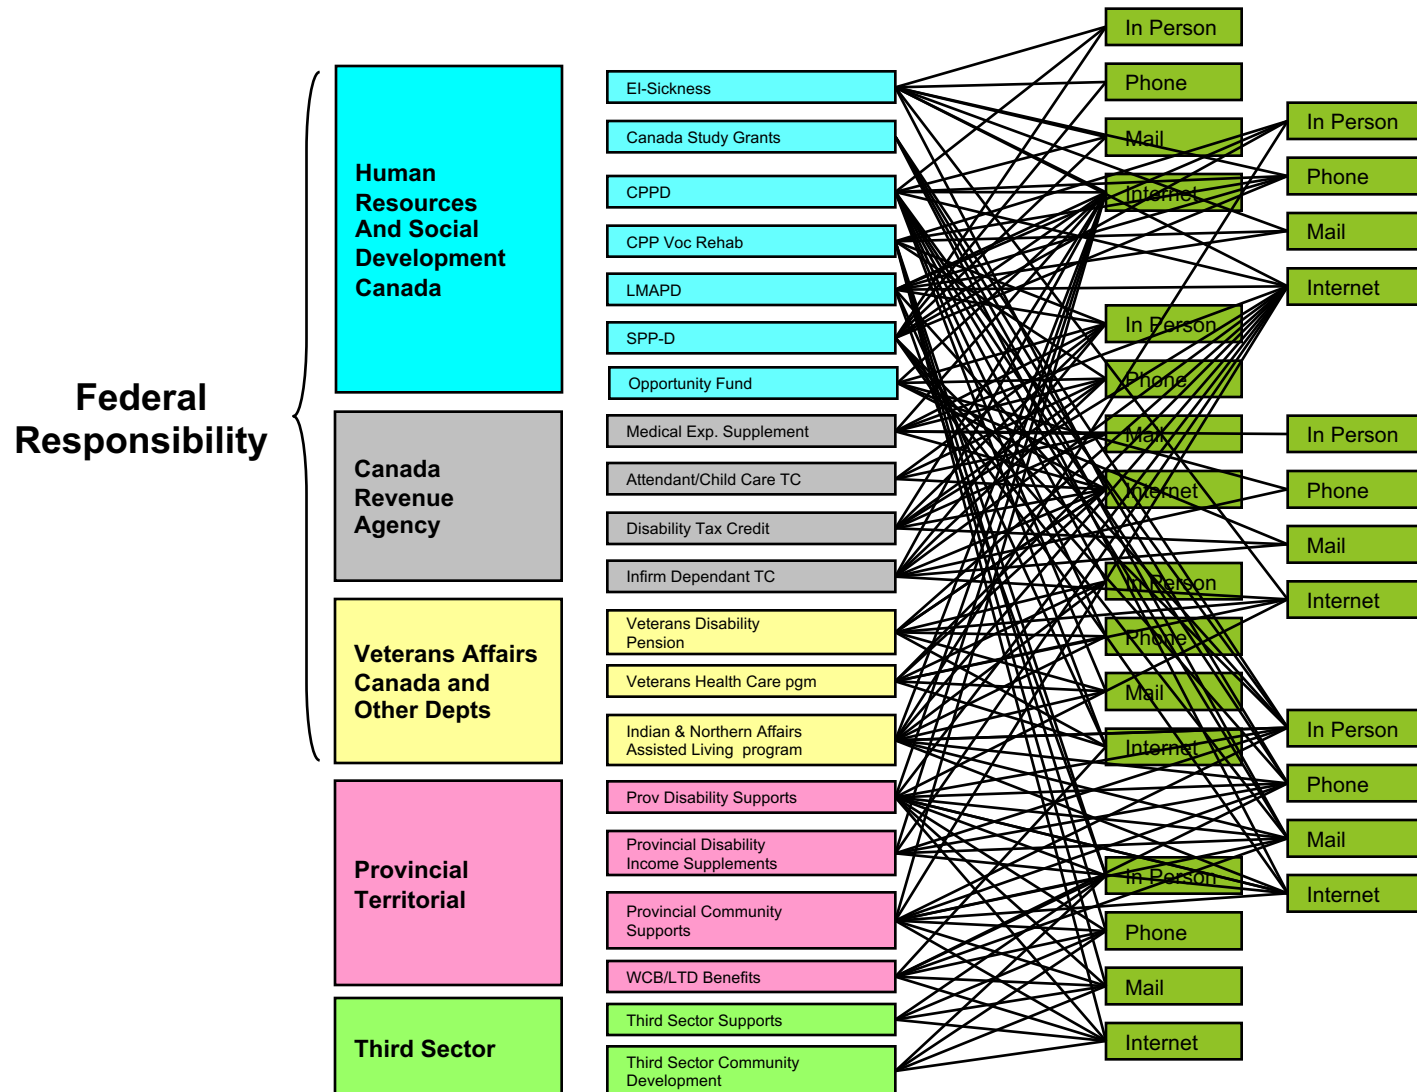 Federal
Responsibility
Human
Resources
And Social
Development
Canada
Canada
Revenue
Agency
Veterans Affairs
Canada and
Other Depts
Provincial
Territorial
Third Sector
EI-Sickness
Canada Study Grants
CPPD
CPP Voc Rehab
LMAPD
SPP-D
Opportunity Fund
Medical Exp. Supplement
Attendant/Child Care TC
Disability Tax Credit
Infirm Dependant TC
Veterans Disability
Pension
Veterans Health Care pgm
Indian & Northern Affairs
Assisted Living program
Prov Disability Supports
Provincial Disability
Income Supplements
Provincial Community
Supports
WCB/LTD Benefits
Third Sector Supports
Third Sector Community
Development
In Person
Phone
Mail
Internet
In Person
Phone
Mail
Internet
In Person
Phone
Mail
Internet
In Person
Phone
Mail
Internet
In Person
Phone
Mail
Internet
In Person
Phone
Mail
Internet
In Person
Phone
Mail
Internet